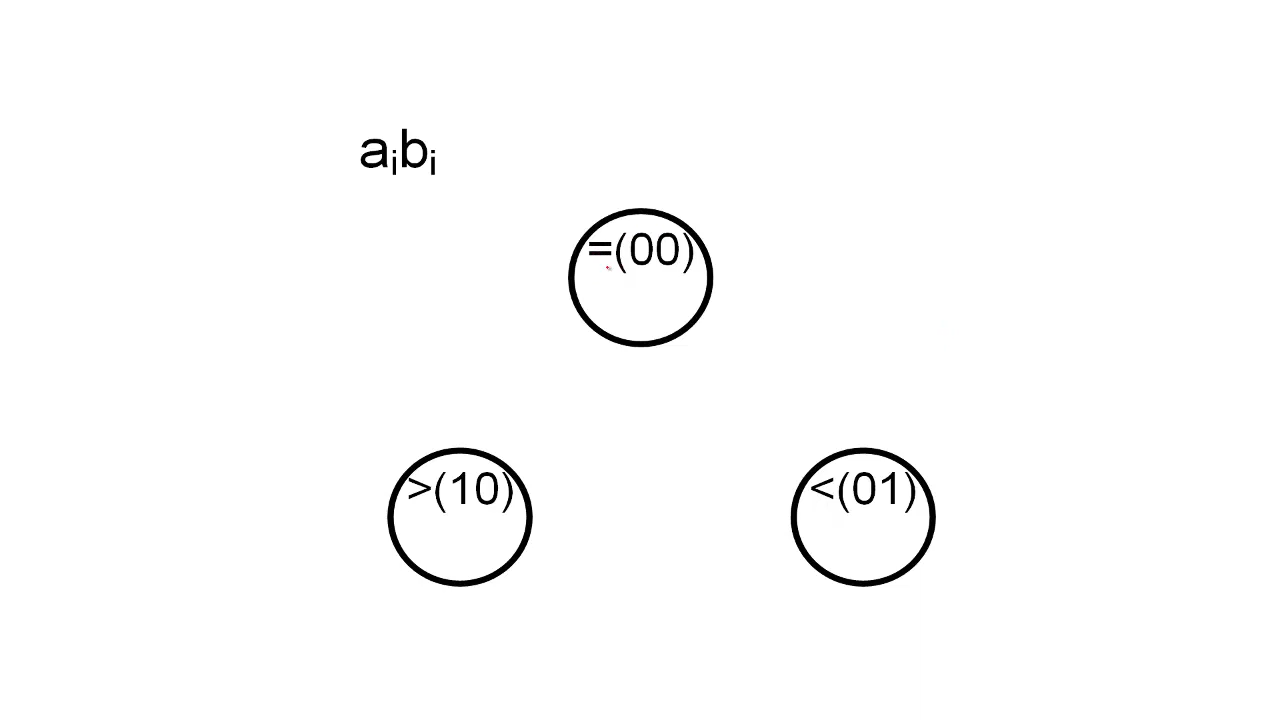 aᵢbᵢ
=(00)
>(10)
<(01)